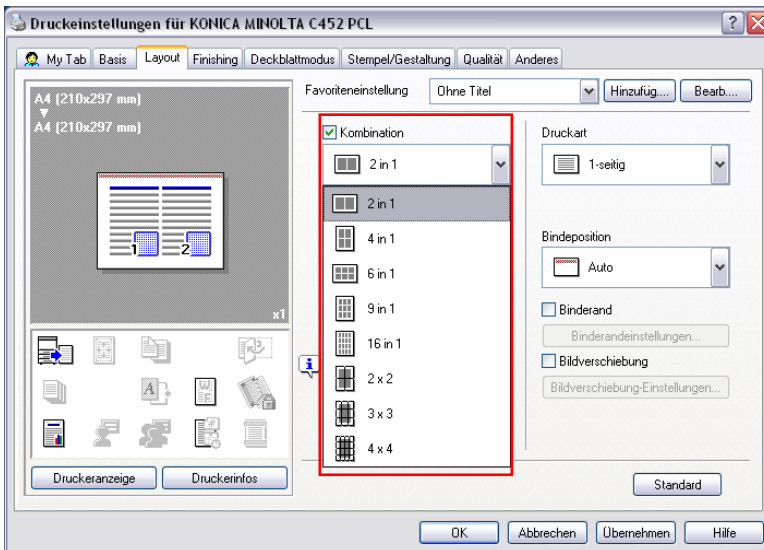 Druckeinstellungen für KONICA MINOLTA C452 PCL
My Tab Basis Layout Finishing Deckblattmodus Stempel/Gestaltung Qualität Anderes
A4 (210x297 mm)
A4 (210x297 mm)
1 2
x1
Druckeranzeige Druckerinfos
Favoriteneinstellung Ohne Titel Hinzufüg.... Bearb....
Kombination
2 in 1
2 in 1
4 in 1
6 in 1
9 in 1
16 in 1
2 x 2
3 x 3
4 x 4
Druckart
1-seitig
Bindeposition
Auto
Binderand
Binderandeinstellungen...
Bildverschiebung
Bildverschiebung-Einstellungen...
Standard
OK Abbrechen Übernehmen Hilfe